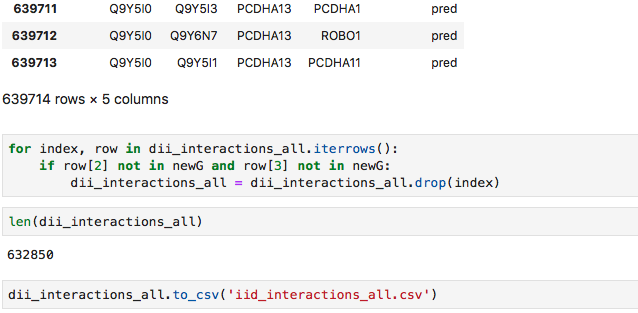 639711 Q9Y5I0 Q9Y5I3 PCDHA13 PCDHA1 pred
639712 Q9Y5I0 Q9Y6N7 PCDHA13 ROBO1 pred
639713 Q9Y5I0 Q9Y5I1 PCDHA13 PCDHA11 pred
639714 rows × 5 columns
for index, row in dii_interactions_all.iterrows():
    if row[2] not in newG and row[3] not in newG:
        dii_interactions_all = dii_interactions_all.drop(index)
len(dii_interactions_all)
632850
dii_interactions_all.to_csv('iid_interactions_all.csv')